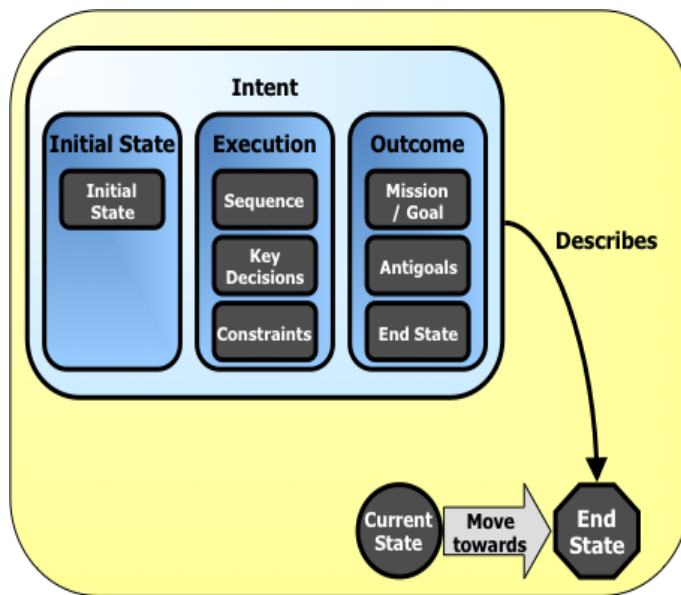 Intent
Initial State
Initial
State
Execution
Sequence
Key
Decisions
Constraints
Outcome
Mission
/ Goal
Antigoals
End State
Describes
Current
State
Move
towards
End
State